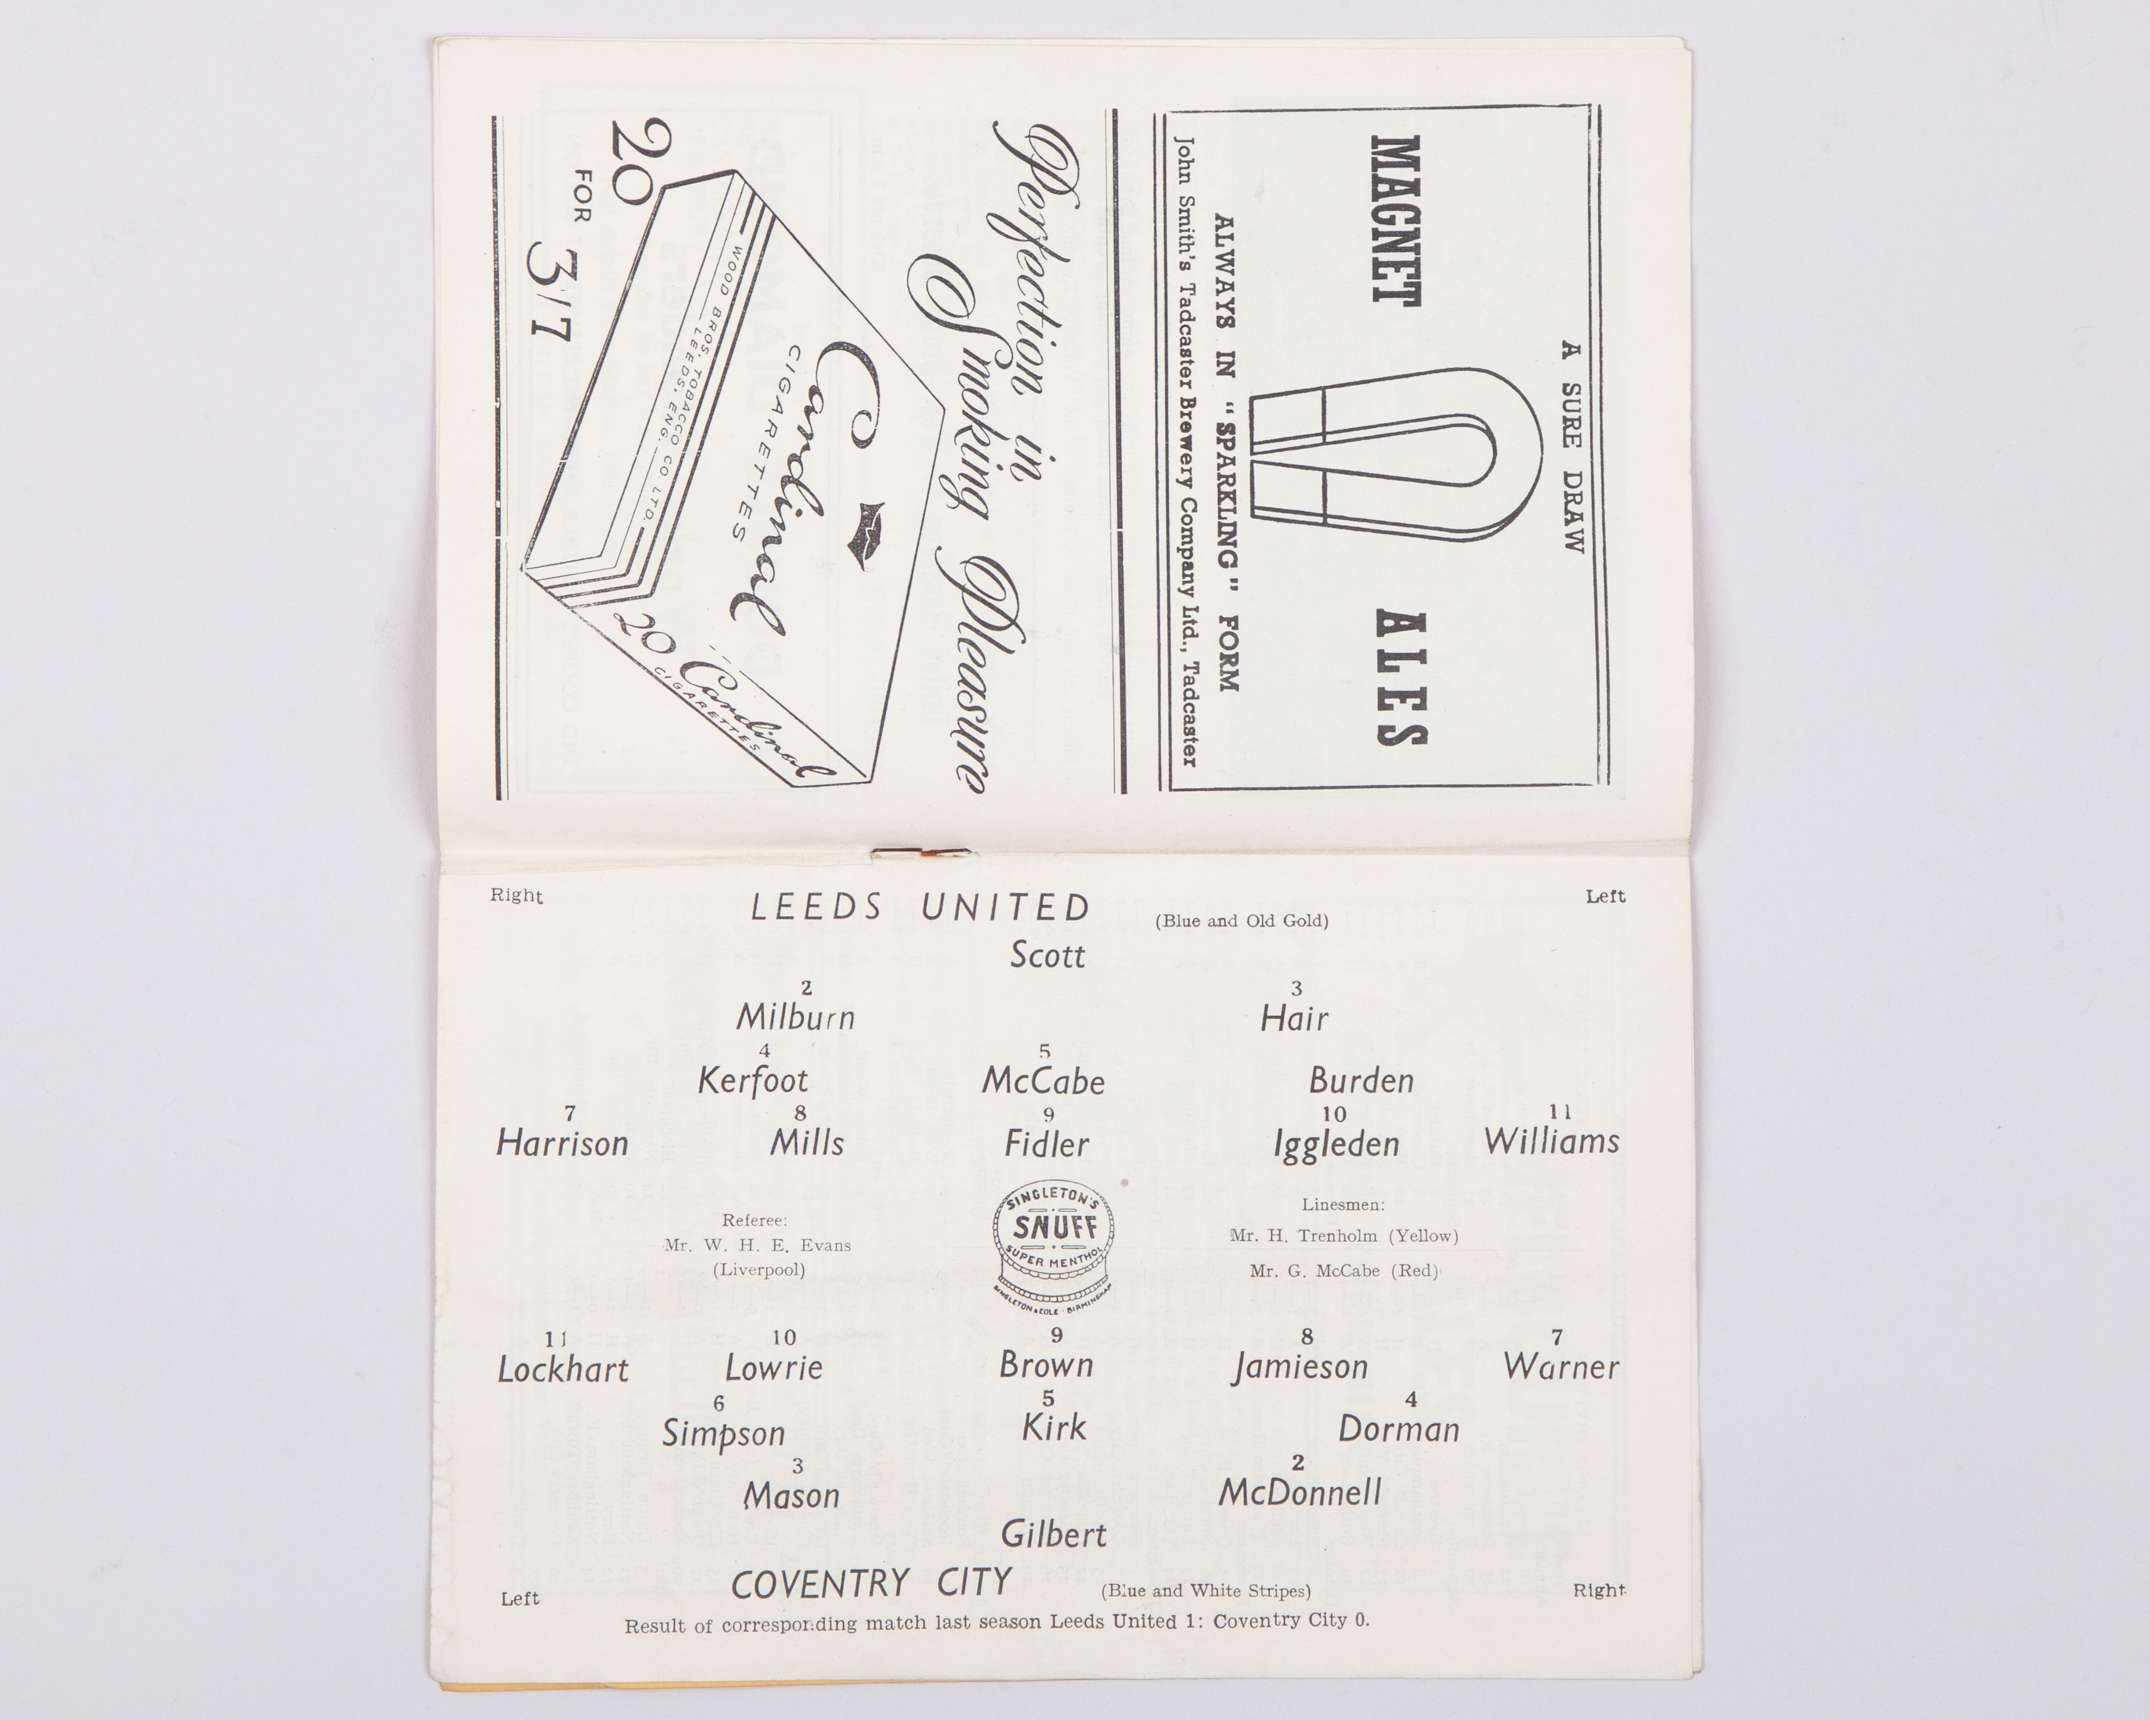 A SURE DRAW
MAGNET ALES
ALWAYS IN "SPARKLING" FORM
John Smith's Tadcaster Brewery Company Ltd., Tadcaster
Perfection in
Smoking Pleasure
Cardinal
CIGARETTES
WOOD BROS. TOBACCO CO. LTD.
LEEDS, ENG.
20 Cardinal
CIGARETTES
20
FOR
3/7
Right
LEEDS UNITED
(Blue and Old Gold)
Left
Scott
2 3
Milburn Hair
4 5
Kerfoot McCabe Burden
7 8 9 10 11
Harrison Mills Fidler Iggleden Williams
Referee:
Mr. W. H. E. Evans
(Liverpool)
SINGLETON'S
SNUFF
SUPER MENTHOL
SINGLETON & COLE · BIRMINGHAM
Linesmen:
Mr. H. Trenholm (Yellow)
Mr. G. McCabe (Red)
11 10 9 8 7
Lockhart Lowrie Brown Jamieson Warner
6 5 4
Simpson Kirk Dorman
3 2
Mason McDonnell
Gilbert
Left
COVENTRY CITY
(Blue and White Stripes)
Right
Result of corresponding match last season Leeds United 1: Coventry City 0.